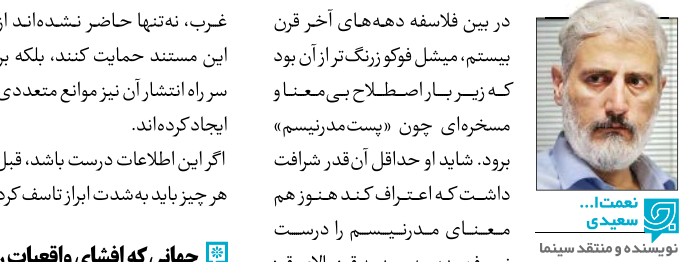 نعمت‌ا...
سعیدی
نویسنده و منتقد سینما
در بین فلاسفه دهه‌های آخر قرن
بیستم، میشل فوکو زرنگ‌تر از آن بود
که زیر بار اصطلاح بی‌معنا و
مسخره‌ای چون «پست‌مدرنیسم»
برود. شاید او حداقل آن‌قدر شرافت
داشت که اعتراف کند هنوز هم
معنای مدرنیسم را درست
غرب، نه‌تنها حاضر نشده‌اند از
این مستند حمایت کنند، بلکه بر
سر راه انتشار آن نیز موانع متعددی
ایجاد کرده‌اند.
اگر این اطلاعات درست باشد، قبل
هر چیز باید به‌شدت ابراز تاسف کرد
جهانی که افشای واقعیات